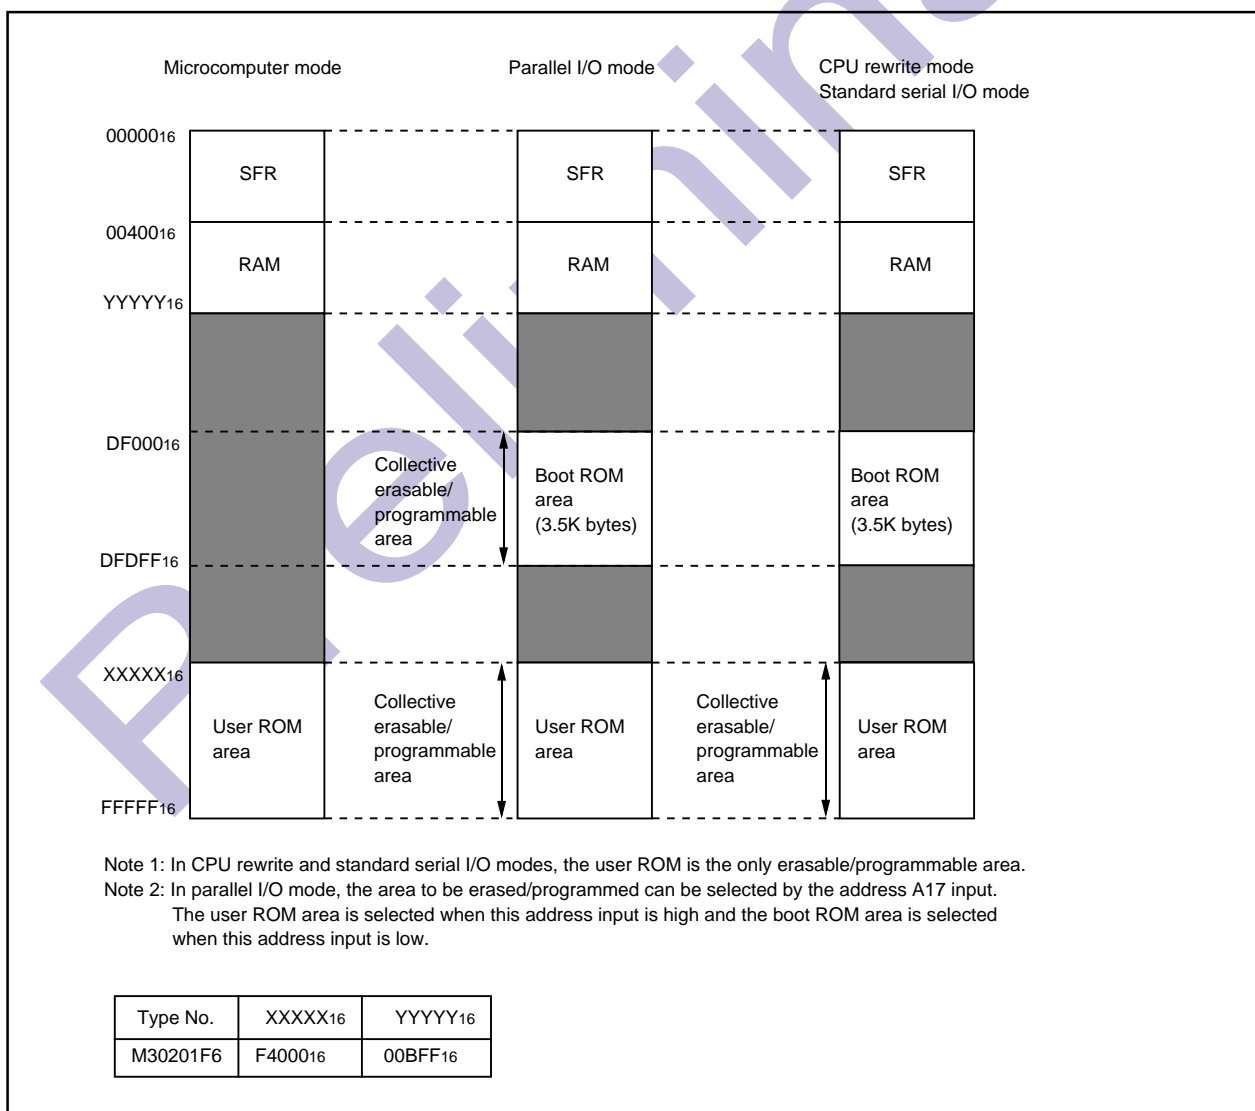 Microcomputer mode
Parallel I/O mode
CPU rewrite mode
Standard serial I/O mode
0000016
SFR
SFR
SFR
0040016
RAM
RAM
RAM
YYYYY16
DF00016
Collective
erasable/
programmable
area
Boot ROM
area
(3.5K bytes)
Boot ROM
area
(3.5K bytes)
DFDFF16
XXXXX16
User ROM
area
Collective
erasable/
programmable
area
User ROM
area
Collective
erasable/
programmable
area
User ROM
area
FFFFF16
Note 1: In CPU rewrite and standard serial I/O modes, the user ROM is the only erasable/programmable area.
Note 2: In parallel I/O mode, the area to be erased/programmed can be selected by the address A17 input.
The user ROM area is selected when this address input is high and the boot ROM area is selected
when this address input is low.
Type No. XXXXX16 YYYYY16
M30201F6 F400016 00BFF16